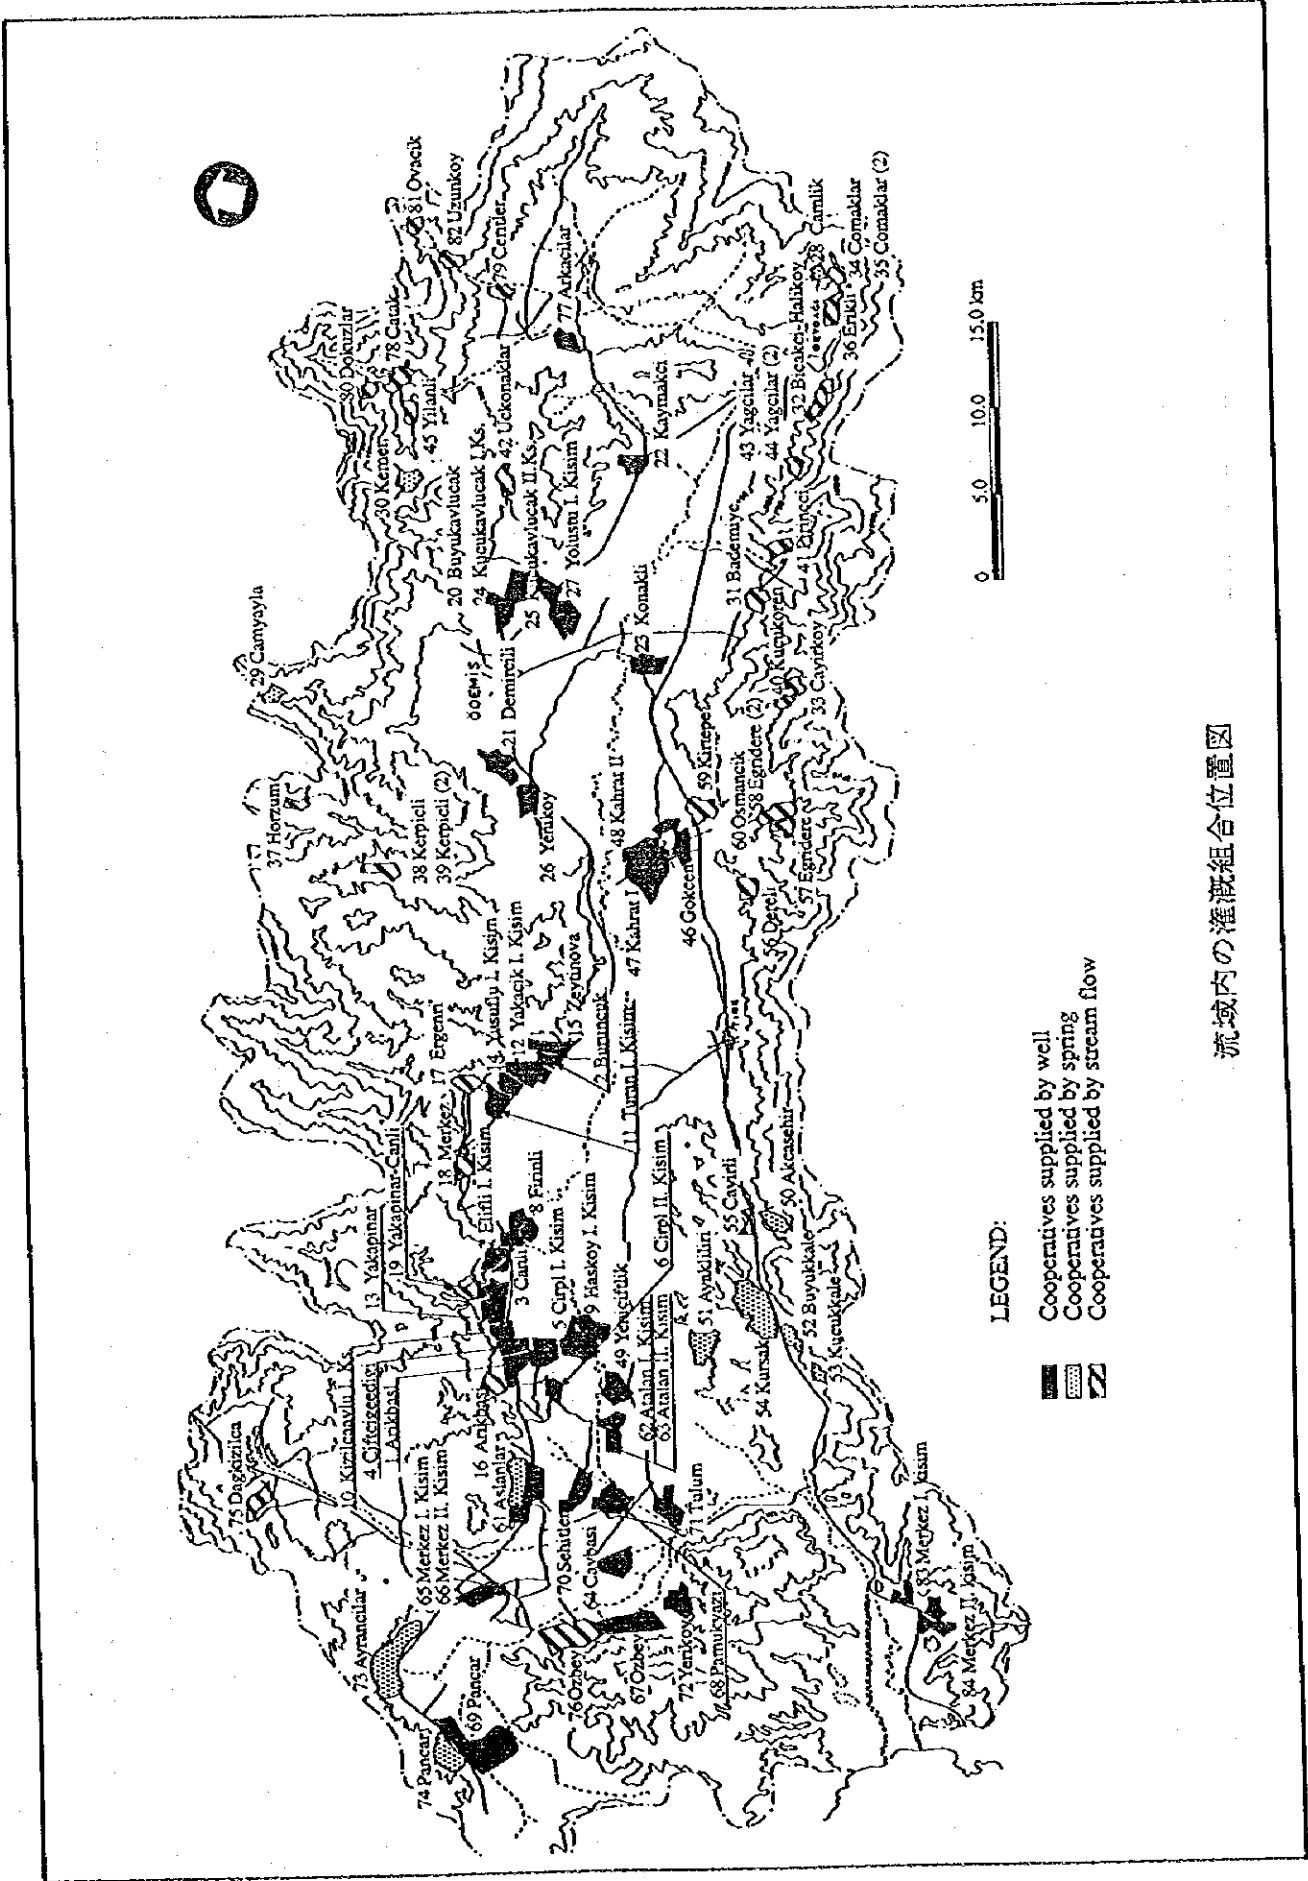 81 Ovacik
82 Uzunkoy
80 Dokuzlar
78 Catak
79 Centler
77 Arkacilar
30 Kemer
45 Yilanli
20 Buyukavlucak
24 Kucukavlucak I.Ks.
42 Uckonaklar
27 Yolustu I. Kisim
22 Kaymakci
43 Yagcilar
44 Yagcilar (2)
32 Bicakci-Halikoy
28 Camlik
34 Comaklar
35 Comaklar (2)
36 Erikli
29 Camyayla
ODEMIS
21 Demircili
23 Konakli
31 Bademiye
41 Pirincci
40 Kucukoren
33 Cayirkoy
37 Horzum
38 Kerpicli
39 Kerpicli (2)
26 Yenikoy
48 Kahrat II
47 Kahrat I
46 Gokcen
59 Kirtepe
60 Osmancik
58 Egridere (2)
57 Egridere
56 Dereli
18 Merkez
17 Ergenri
14 Yusuflu I. Kisim
12 Yakacik I. Kisim
15 Zeytinova
2 Buruncuk
11 Turan I. Kisim
13 Yakapinar
19 Yakapinar-Canli
Elifli I. Kisim
8 Firinli
3 Canli
5 Cirpi I. Kisim
9 Haskoy I. Kisim
49 Yeniciftlik
6 Cirpi II. Kisim
62 Atalan I. Kisim
63 Atalan II. Kisim
51 Ayaklilin
55 Cayirli
50 Akcasehir
54 Kursak
52 Buyukkale
53 Kucukkale
75 Dagkizilca
10 Kizilcaavlu I. Ks.
4 Ciftcigeedigi
1 Arikbasi
65 Merkez I. Kisim
66 Merkez II. Kisim
16 Arikbasi
61 Aslanlar
70 Sehitler
64 Caybasi
71 Tulum
73 Ayrancilar
74 Pancar
69 Pancar
76 Ozbey
67 Ozbey
72 Yenikoy
68 Pamukyazi
83 Merkez I. kisim
84 Merkez II. kisim
0 5.0 10.0 15.0 km
LEGEND:
Cooperatives supplied by well
Cooperatives supplied by spring
Cooperatives supplied by stream flow
流域内の灌漑組合位置図